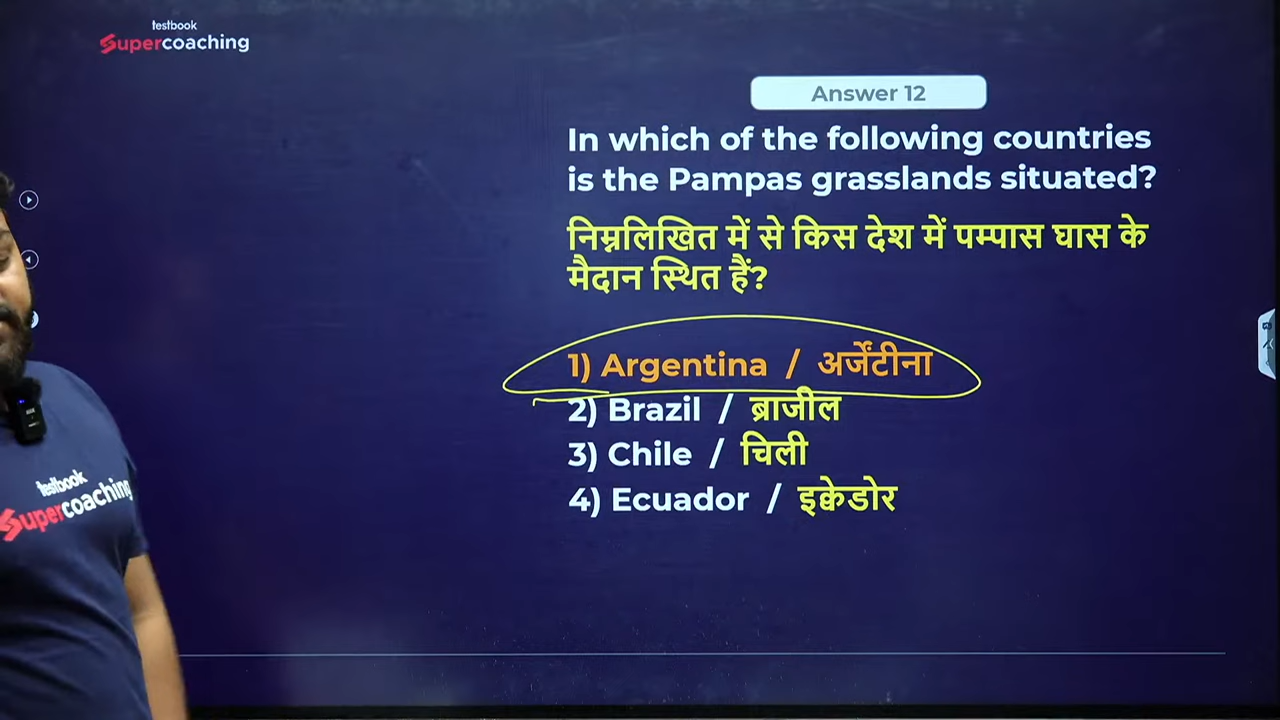 testbook
Supercoaching
Answer 12
In which of the following countries
is the Pampas grasslands situated?
निम्नलिखित में से किस देश में पम्पास घास के
मैदान स्थित हैं?
1) Argentina / अर्जेंटीना
2) Brazil / ब्राजील
3) Chile / चिली
4) Ecuador / इक्वेडोर
testbook
Supercoaching